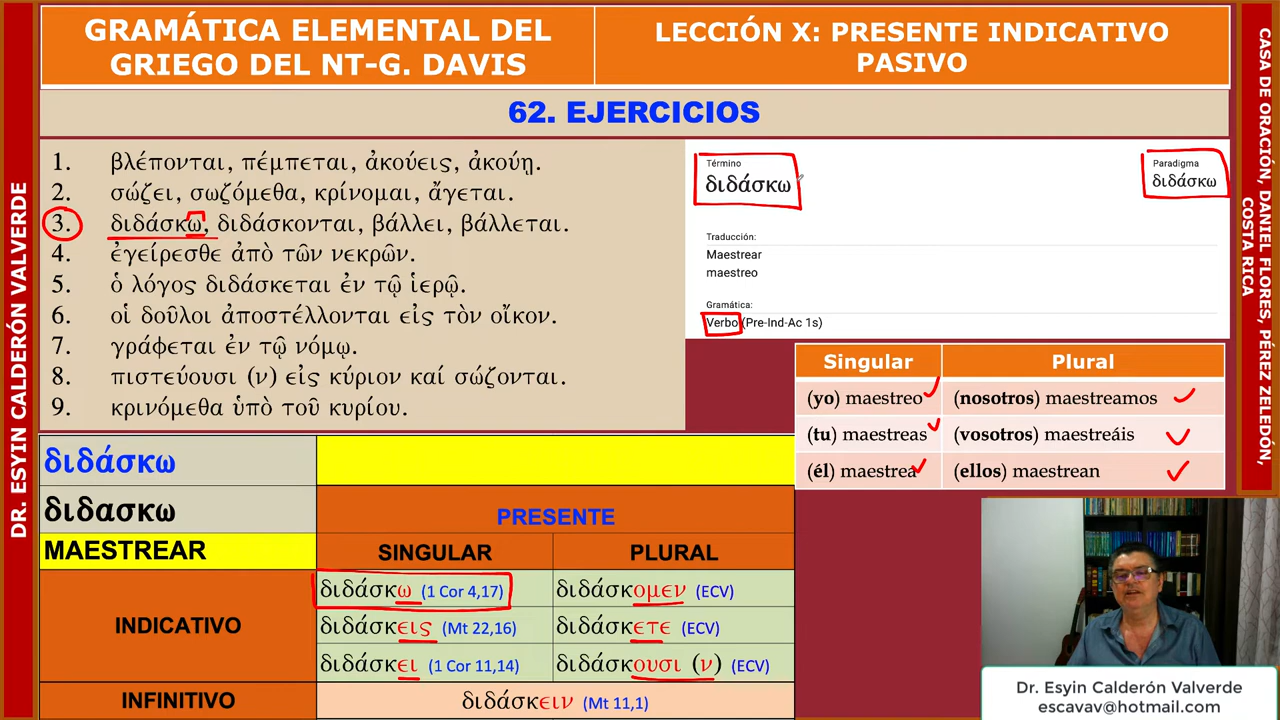 GRAMÁTICA ELEMENTAL DEL
GRIEGO DEL NT-G. DAVIS
LECCIÓN X: PRESENTE INDICATIVO
PASIVO
62. EJERCICIOS
1. βλέπονται, πέμπεται, ἀκούεις, ἀκούῃ.
2. σώζει, σωζόμεθα, κρίνομαι, ἄγεται.
3. διδάσκω, διδάσκονται, βάλλει, βάλλεται.
4. ἐγείρεσθε ἀπὸ τῶν νεκρῶν.
5. ὁ λόγος διδάσκεται ἐν τῷ ἱερῷ.
6. οἱ δοῦλοι ἀποστέλλονται εἰς τὸν οἴκον.
7. γράφεται ἐν τῷ νόμῳ.
8. πιστεύουσι (ν) εἰς κύριον καί σώζονται.
9. κρινόμεθα ὑπὸ τοῦ κυρίου.
Término
διδάσκω
Paradigma
διδάσκω
Traducción:
Maestrear
maestreo
Gramática:
Verbo (Pre-Ind-Ac 1s)
Singular Plural
(yo) maestreo (nosotros) maestreamos
(tu) maestreas (vosotros) maestreáis
(él) maestrea (ellos) maestrean
διδάσκω
διδασκω PRESENTE
MAESTREAR SINGULAR PLURAL
INDICATIVO
διδάσκω (1 Cor 4,17) διδάσκομεν (ECV)
διδάσκεις (Mt 22,16) διδάσκετε (ECV)
διδάσκει (1 Cor 11,14) διδάσκουσι (ν) (ECV)
INFINITIVO διδάσκειν (Mt 11,1)
DR. ESYIN CALDERÓN VALVERDE
CASA DE ORACIÓN, DANIEL FLORES, PÉREZ ZELEDÓN,
COSTA RICA
Dr. Esyin Calderón Valverde
escavav@hotmail.com